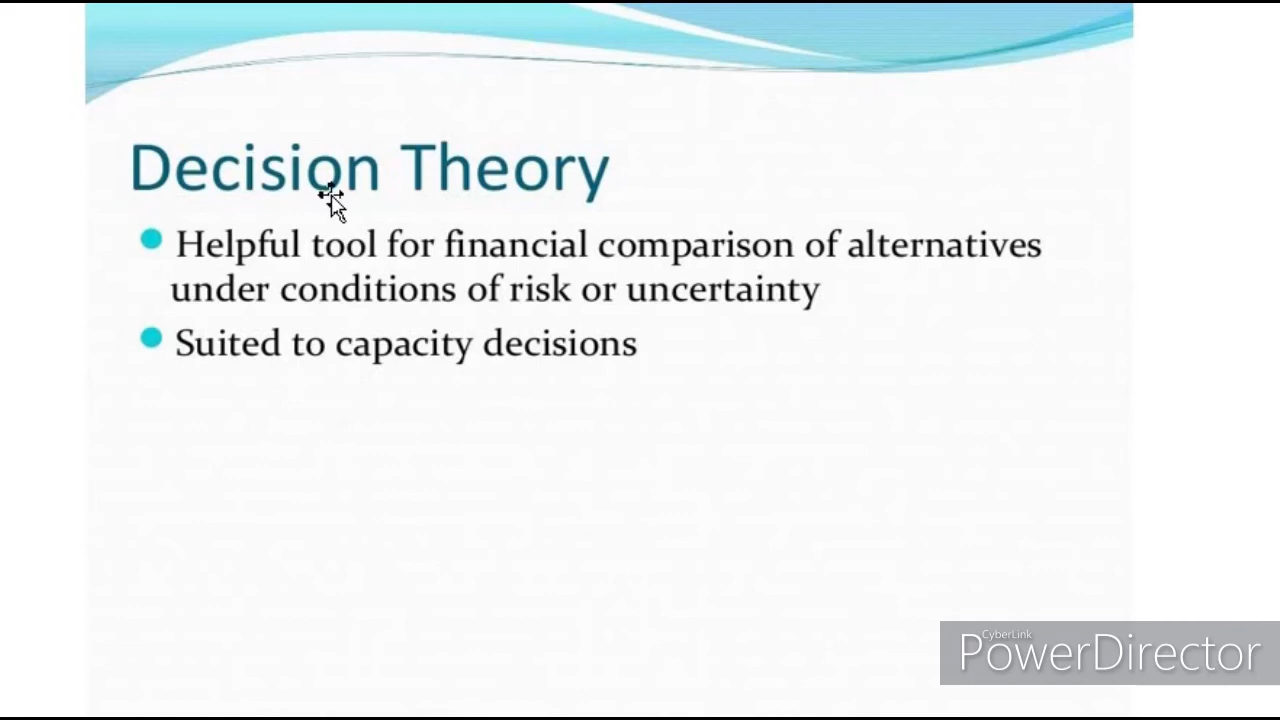 Decision Theory
Helpful tool for financial comparison of alternatives
under conditions of risk or uncertainty
Suited to capacity decisions
CyberLink
PowerDirector